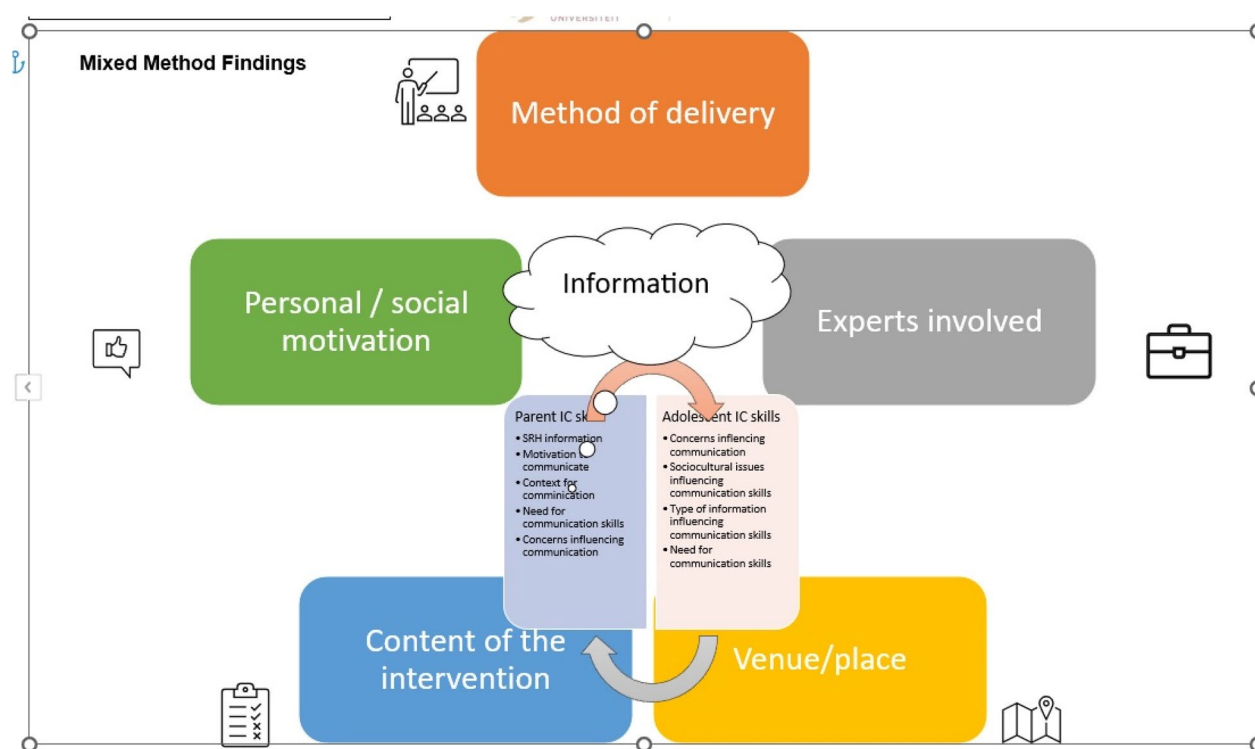 UNIVERSITEIT
Mixed Method Findings
Method of delivery
Personal / social
motivation
Information
Experts involved
Parent IC
• SRH information
• Motivation
communicate
• Context for
comminication
• Need for
communication skills
• Concerns influencing
communication
Adolescent IC skills
• Concerns inflencing
communication
• Sociocultural issues
influencing
communication skills
• Type of information
influencing
communication skills
• Need for
communication skills
Content of the
intervention
Venue/place